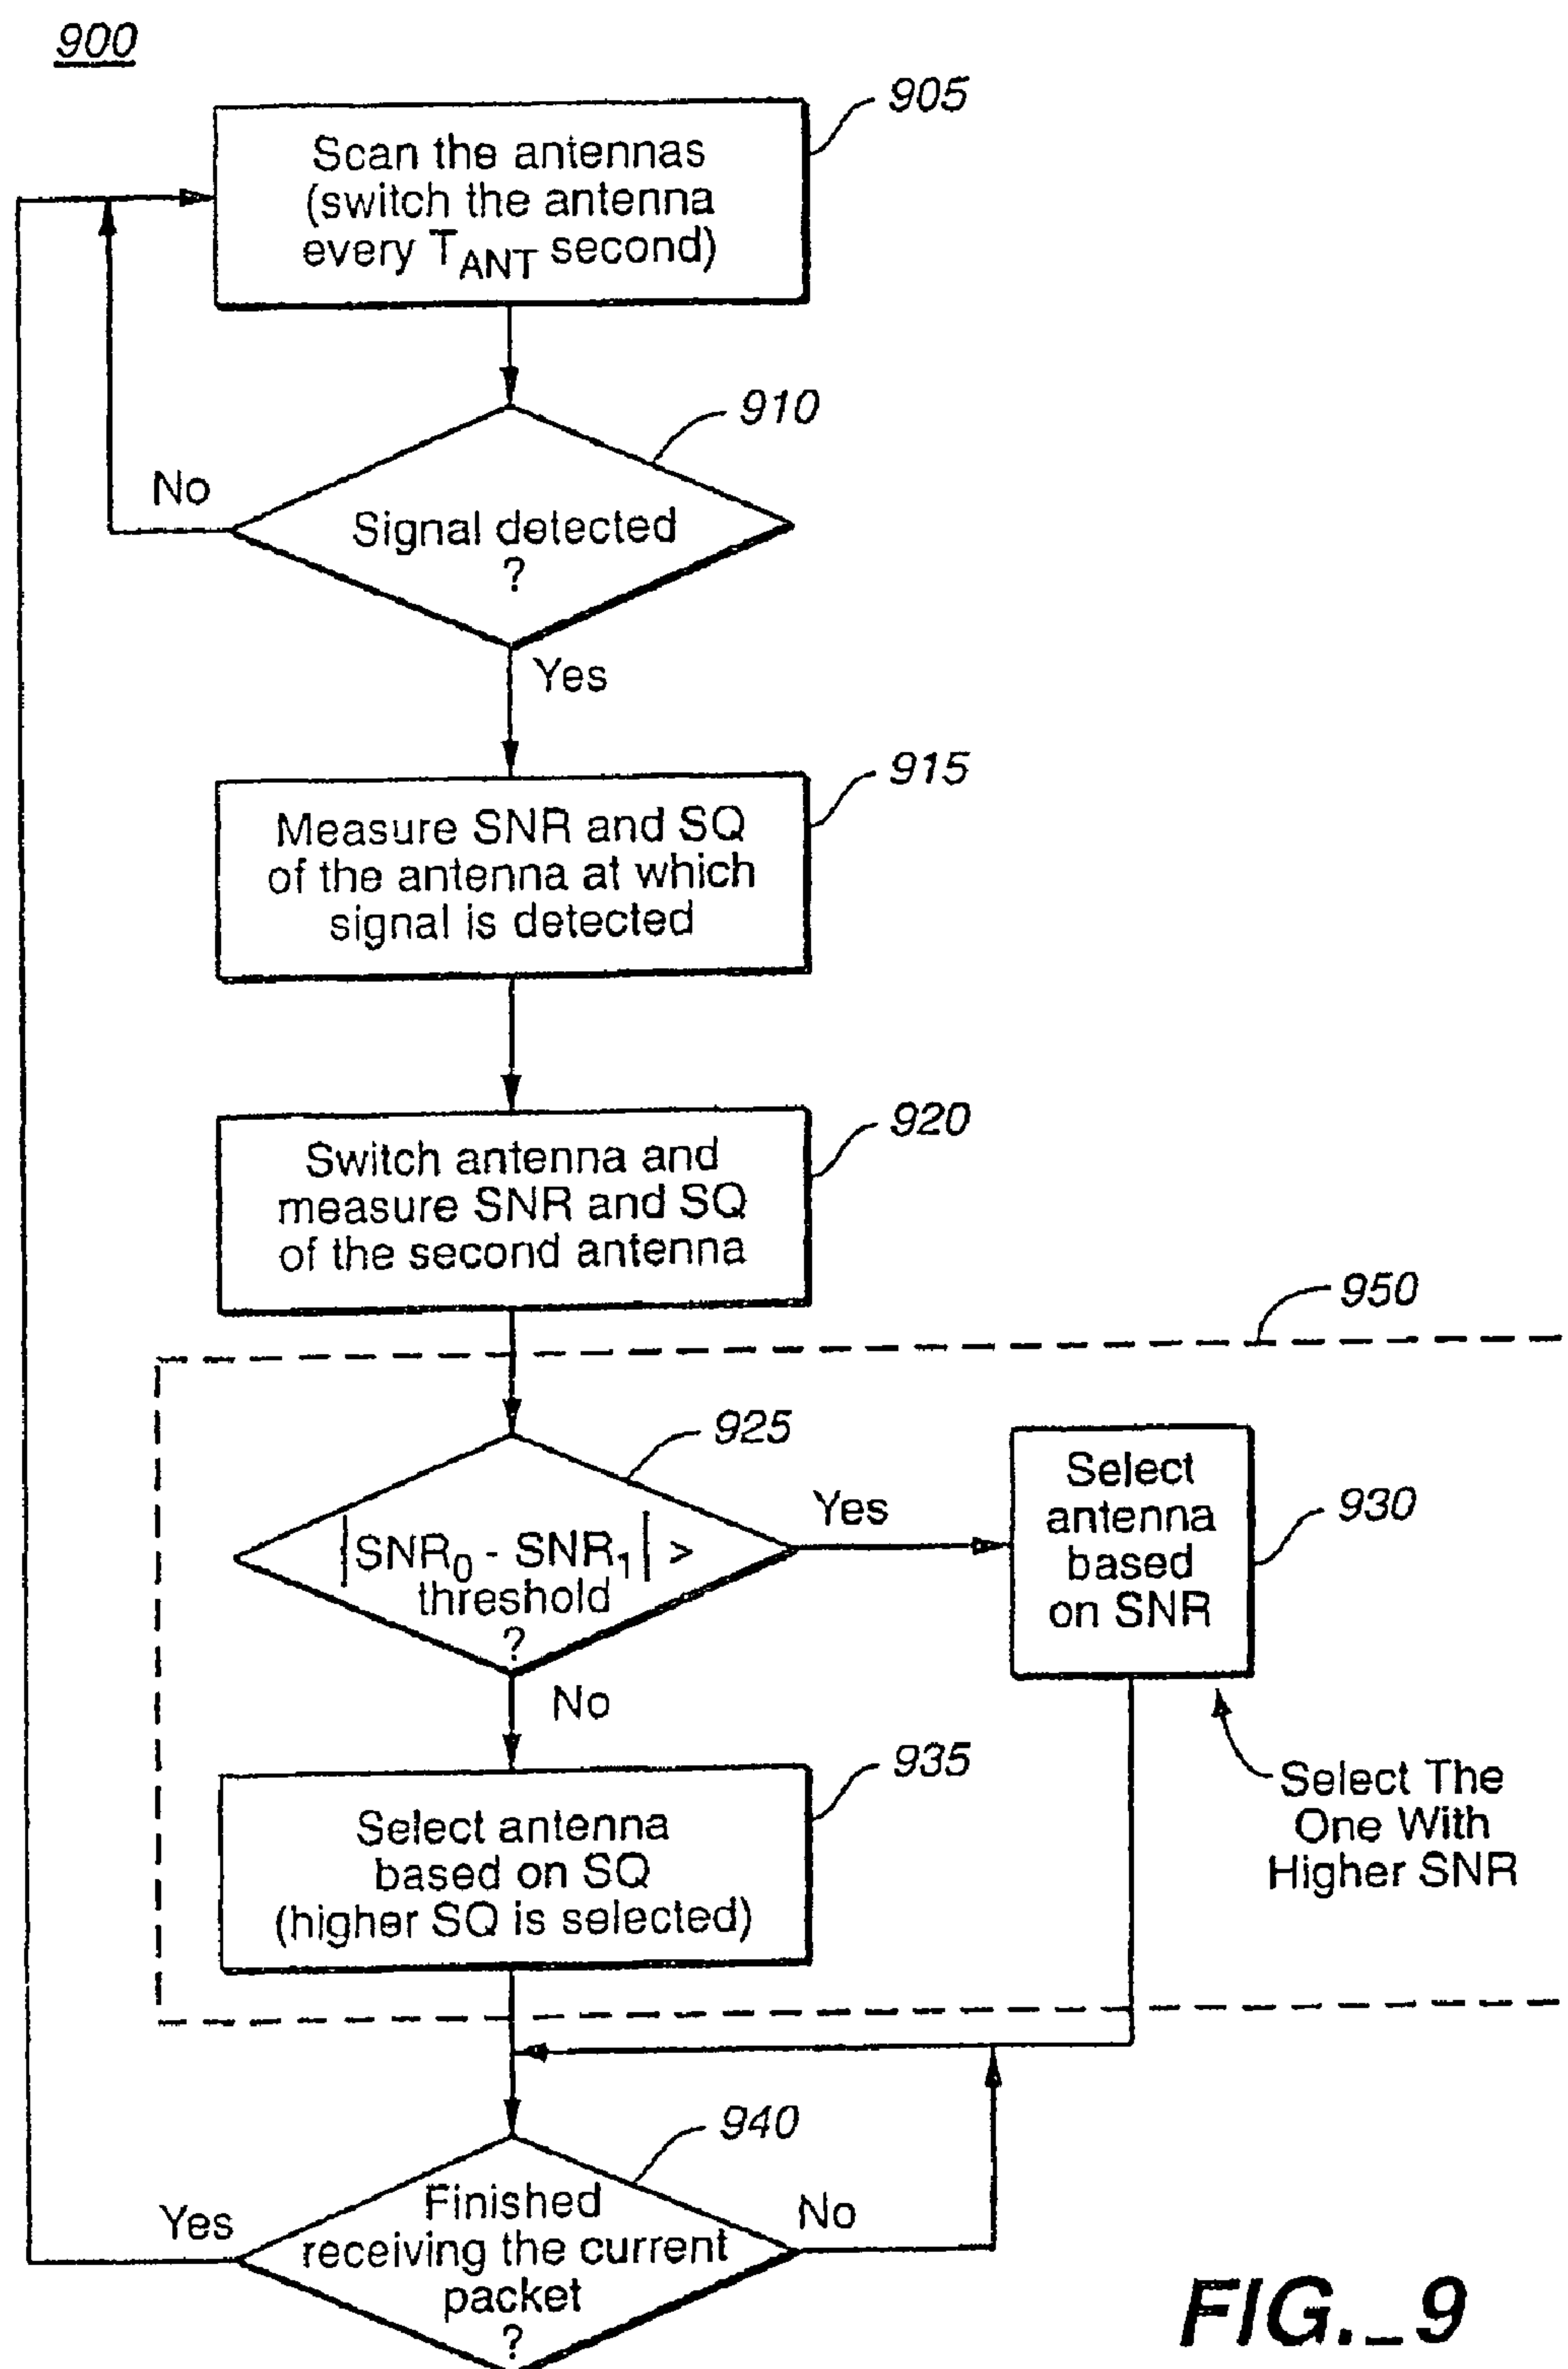 900
905
Scan the antennas
(switch the antenna
every T_ANT second)
910
No
Signal detected
?
Yes
915
Measure SNR and SQ
of the antenna at which
signal is detected
920
Switch antenna and
measure SNR and SQ
of the second antenna
950
925
|SNR₀ - SNR₁| >
threshold
?
Yes
Select
antenna
based
on SNR
930
No
935
Select antenna
based on SQ
(higher SQ is selected)
Select The
One With
Higher SNR
940
Yes
Finished
receiving the current
packet
?
No
FIG._9